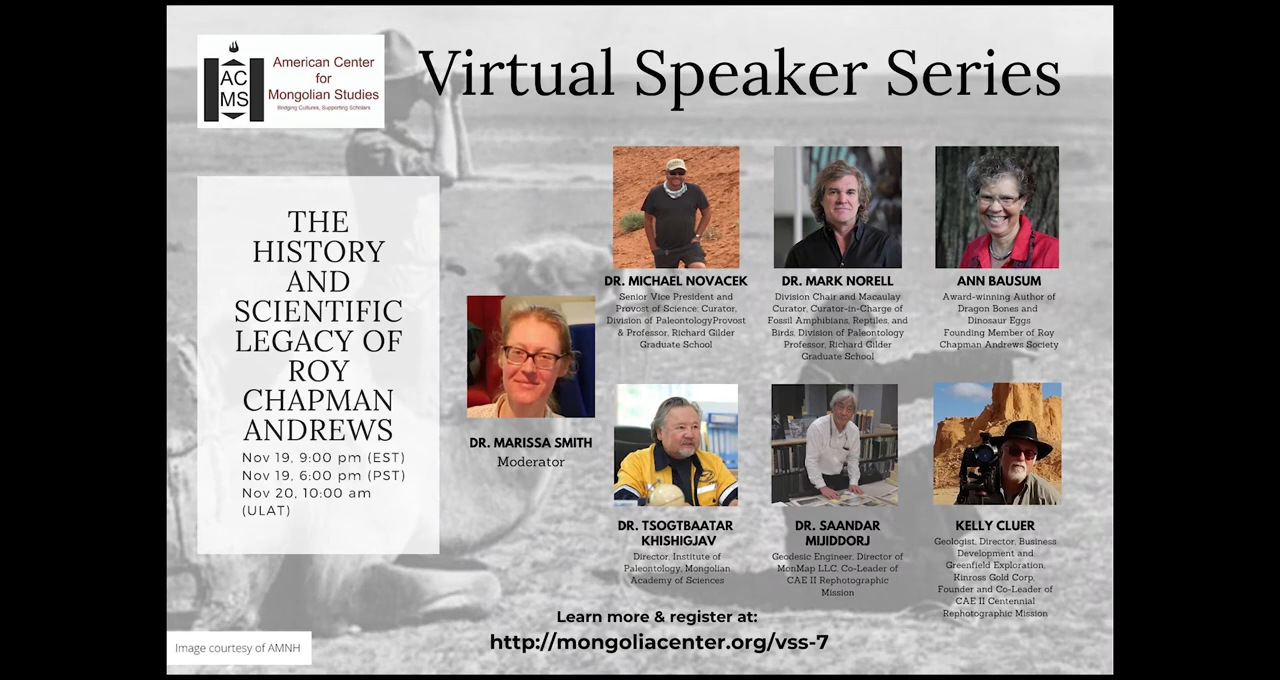 AC
MS
American Center
for
Mongolian Studies
Bridging Cultures, Supporting Scholars
Virtual Speaker Series
THE
HISTORY
AND
SCIENTIFIC
LEGACY OF
ROY
CHAPMAN
ANDREWS
Nov 19, 9:00 pm (EST)
Nov 19, 6:00 pm (PST)
Nov 20, 10:00 am
(ULAT)
DR. MARISSA SMITH
Moderator
DR. MICHAEL NOVACEK
Senior Vice President and
Provost of Science; Curator,
Division of PaleontologyProvost
& Professor, Richard Gilder
Graduate School
DR. MARK NORELL
Division Chair and Macaulay
Curator, Curator-in-Charge of
Fossil Amphibians, Reptiles, and
Birds, Division of Paleontology
Professor, Richard Gilder
Graduate School
ANN BAUSUM
Award-winning Author of
Dragon Bones and
Dinosaur Eggs
Founding Member of Roy
Chapman Andrews Society
DR. TSOGTBAATAR
KHISHIGJAV
Director, Institute of
Paleontology, Mongolian
Academy of Sciences
DR. SAANDAR
MIJIDDORJ
Geodesic Engineer, Director of
MonMap LLC, Co-Leader of
CAE II Rephotographic
Mission
KELLY CLUER
Geologist, Director, Business
Development and
Greenfield Exploration,
Kinross Gold Corp,
Founder and Co-Leader of
CAE II Centennial
Rephotographic Mission
Learn more & register at:
http://mongoliacenter.org/vss-7
Image courtesy of AMNH